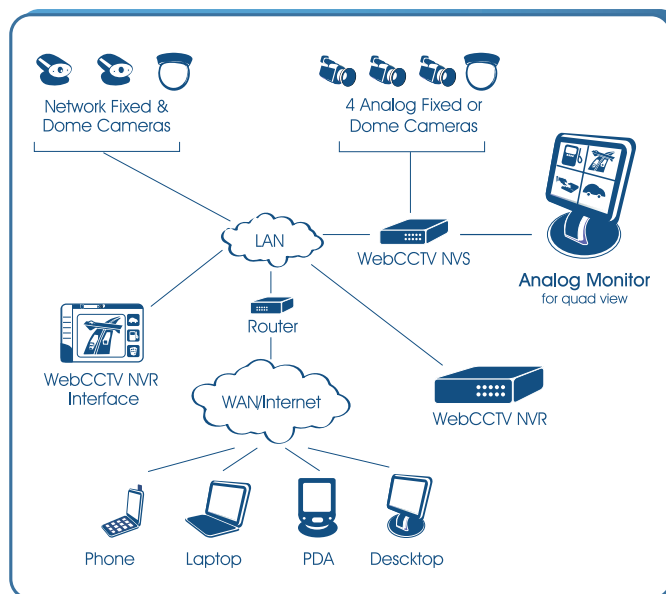 Network Fixed &
Dome Cameras
4 Analog Fixed or
Dome Cameras
LAN
WebCCTV NVS
Analog Monitor
for quad view
Router
WebCCTV NVR
Interface
WAN/Internet
WebCCTV NVR
Phone
Laptop
PDA
Descktop